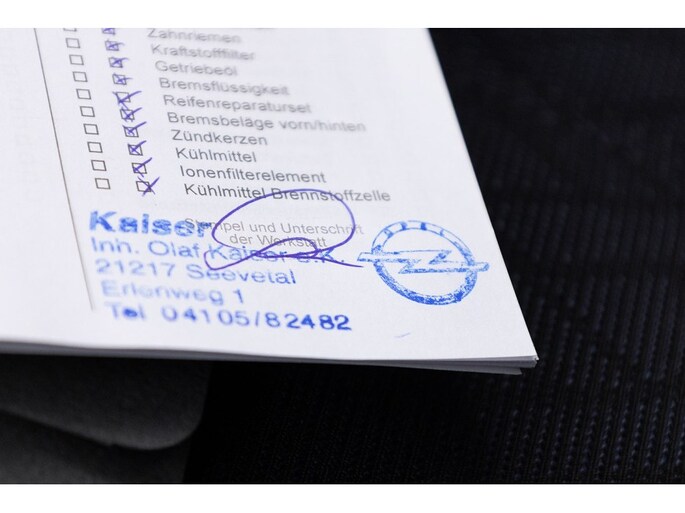 Zahnriemen
Kraftstofffilter
Getriebeöl
Bremsflüssigkeit
Reifenreparaturset
Bremsbeläge vorn/hinten
Zündkerzen
Kühlmittel
Ionenfilterelement
Kühlmittel Brennstoffzelle
Stempel und Unterschrift
der Werkstatt
Kaiser
Inh. Olaf Kaiser e.K.
21217 Seevetal
Erlenweg 1
Tel 04105/82482